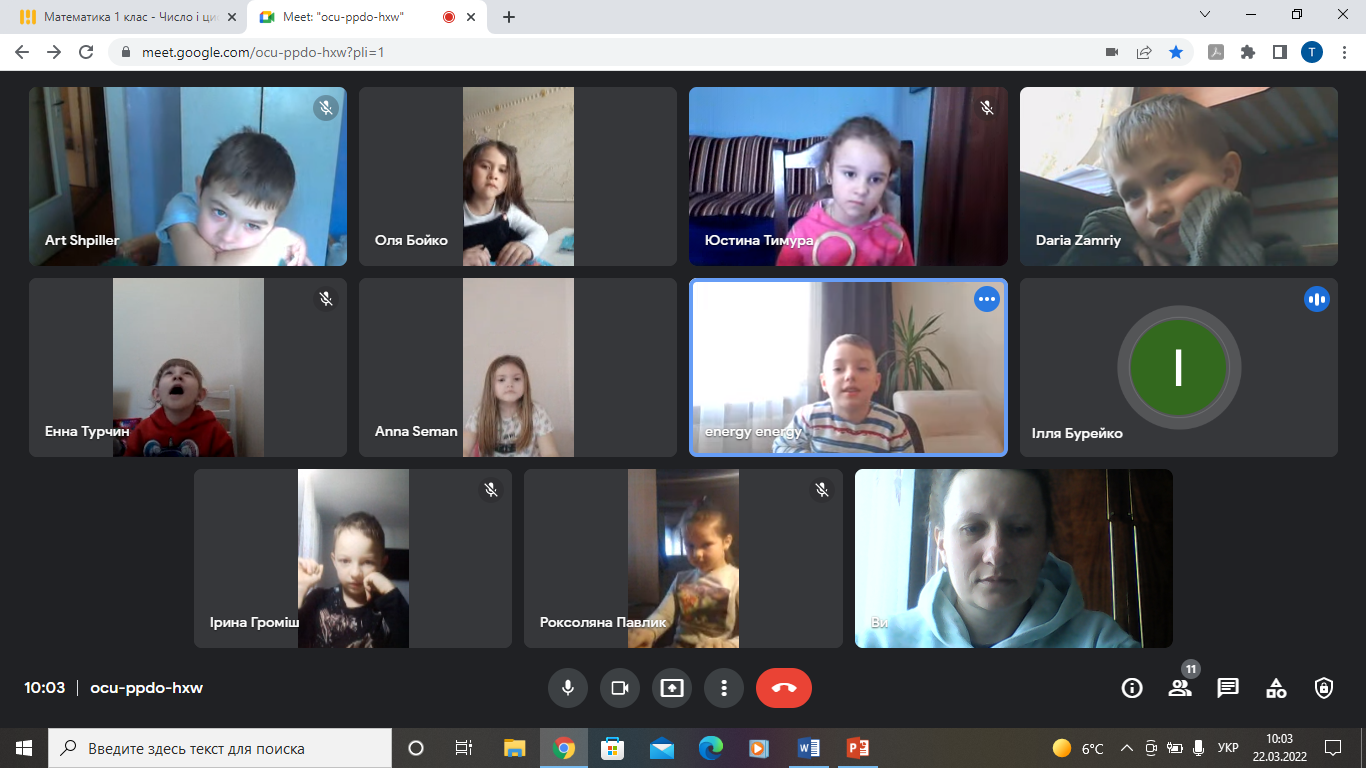 Математика 1 клас - Число і ци
Meet: "ocu-ppdo-hxw"
meet.google.com/ocu-ppdo-hxw?pli=1
T
Art Shpiller
Оля Бойко
Юстина Тимура
Daria Zamriy
Енна Турчин
Anna Seman
energy energy
І
Ілля Бурейко
Ірина Громіш
Роксоляна Павлик
Ви
10:03 | ocu-ppdo-hxw
11
Введите здесь текст для поиска
6°C
УКР
10:03
22.03.2022